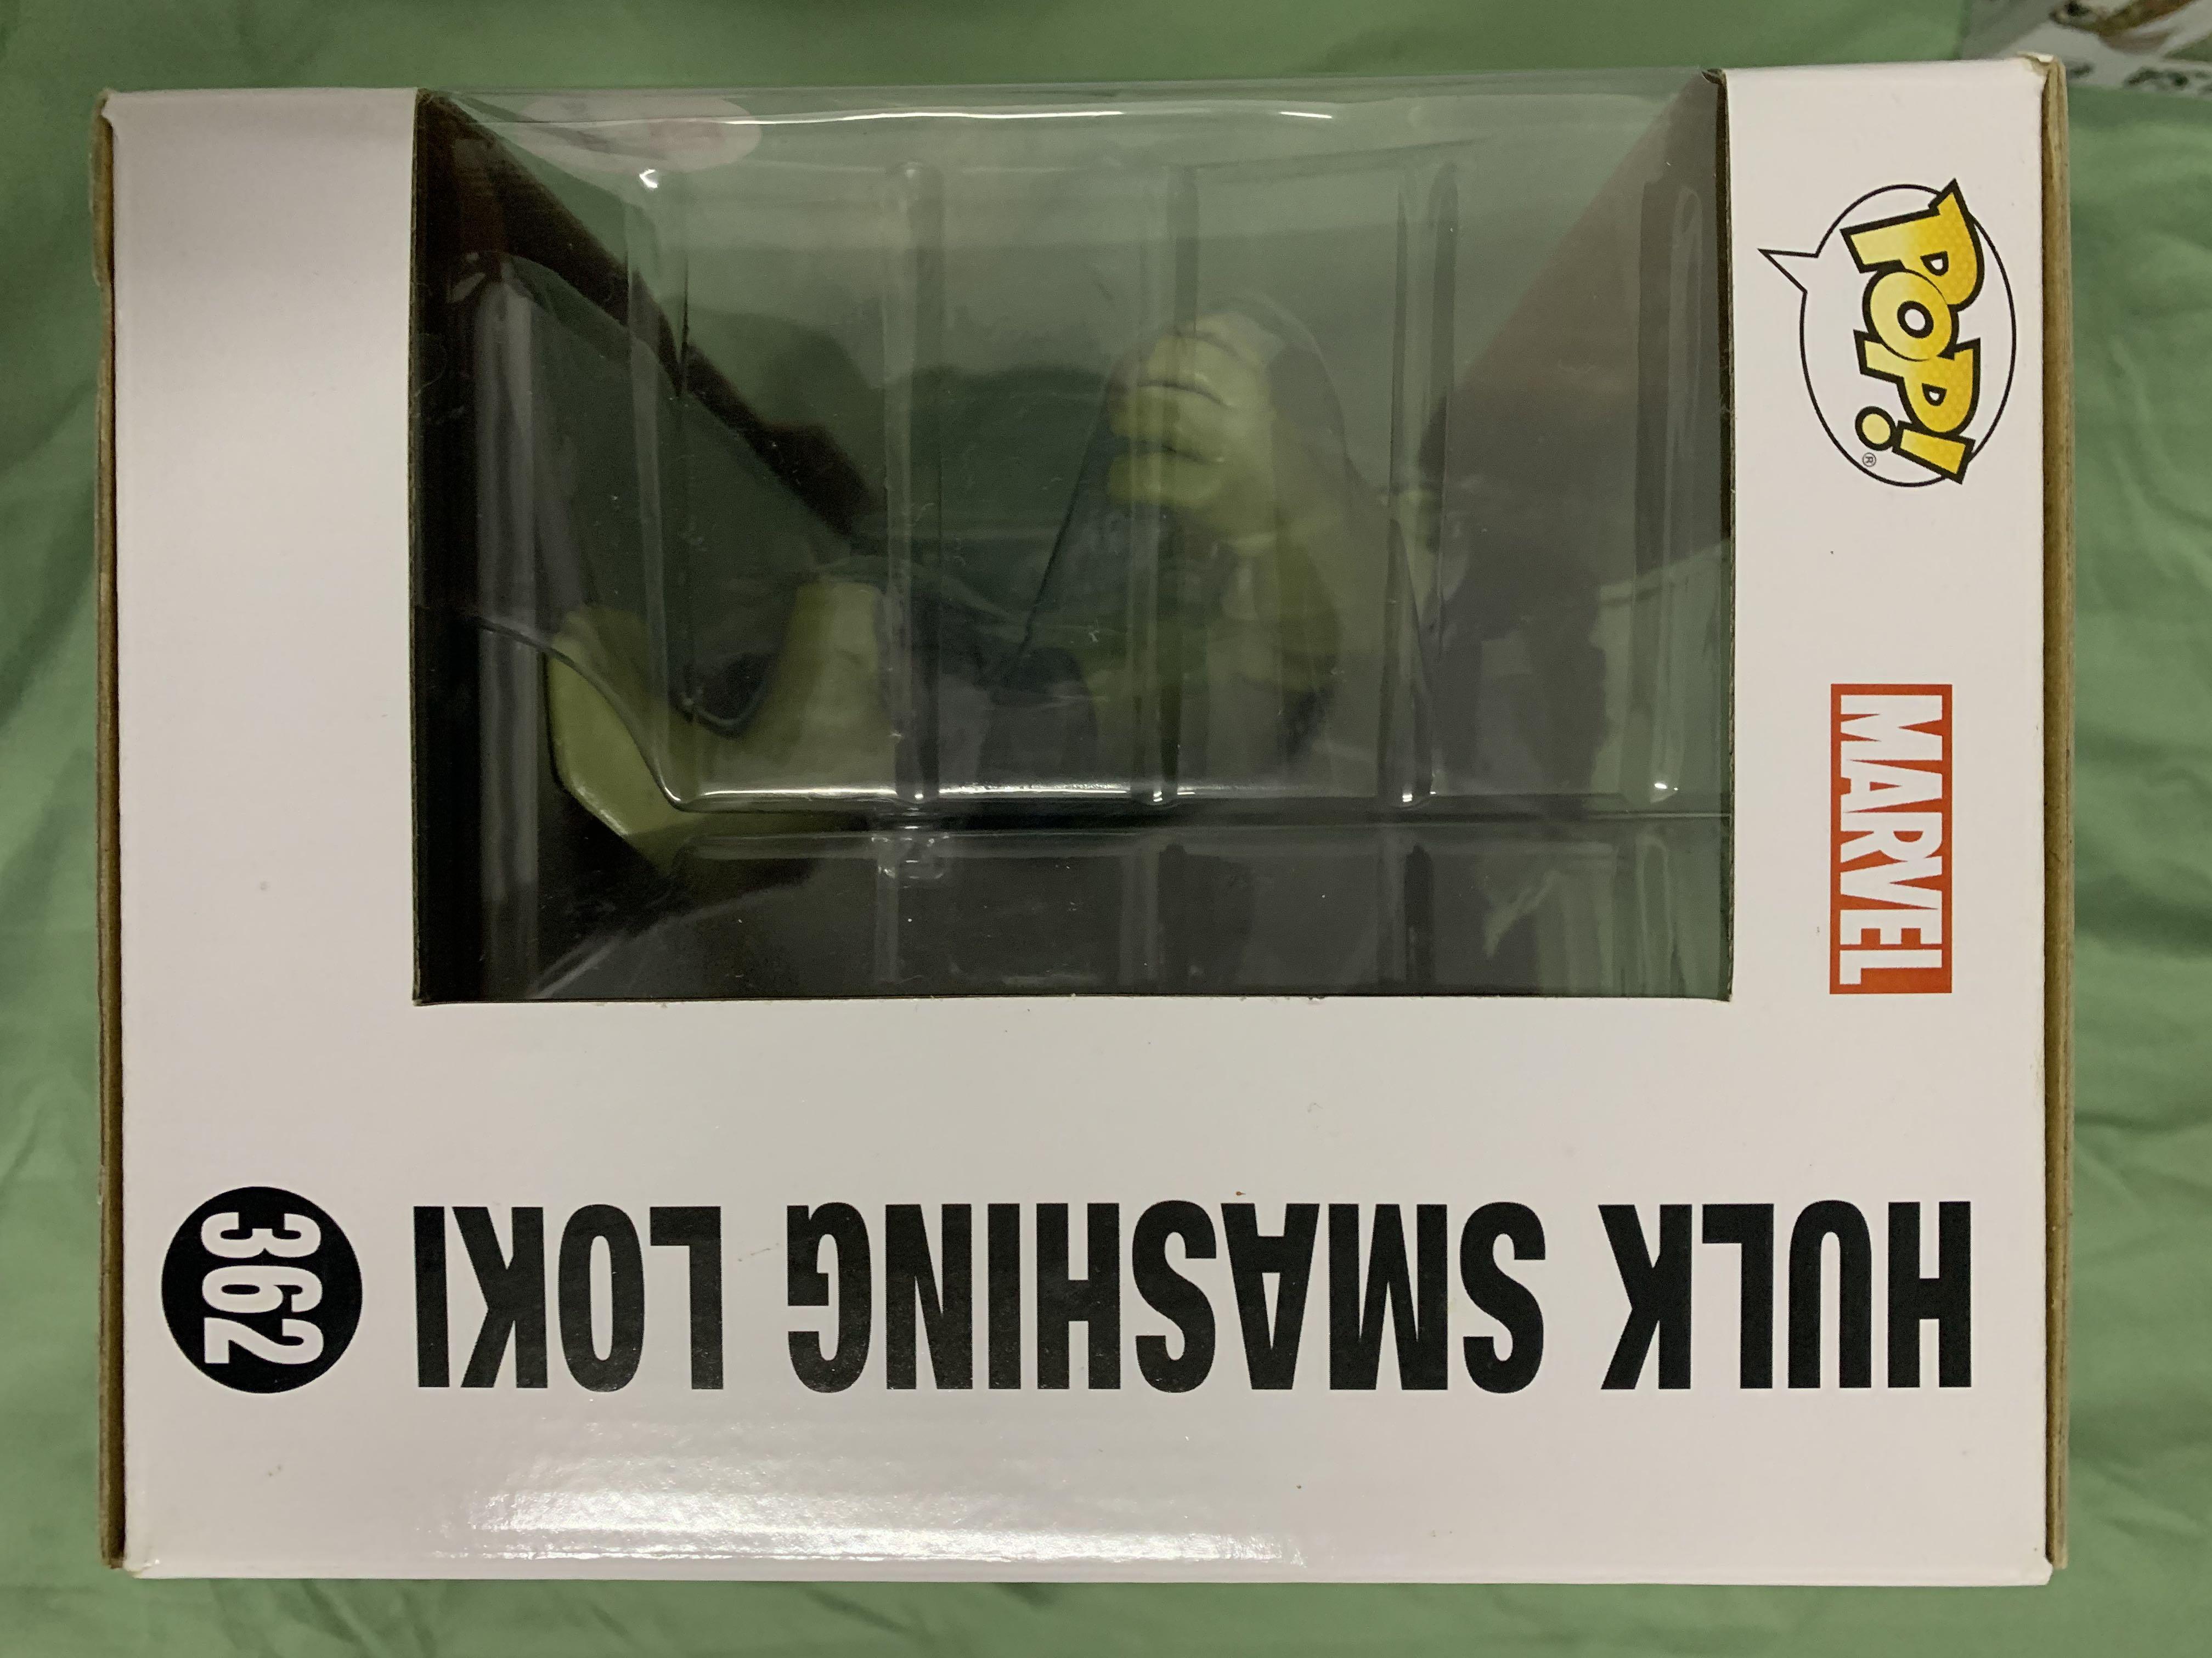 POP!
®
MARVEL
HULK SMASHING LOKI
362